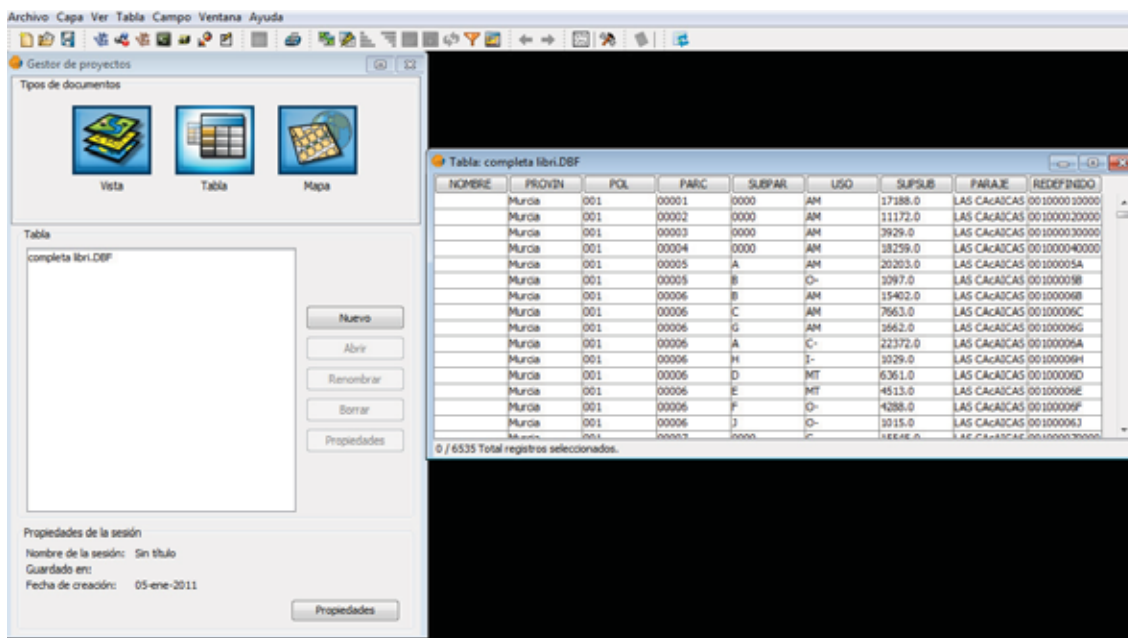 Archivo Capa Ver Tabla Campo Ventana Ayuda
Gestor de proyectos
Tipos de documentos
Vista Tabla Mapa
Tabla
completa libri.DBF
Nuevo
Abrir
Renombrar
Borrar
Propiedades
Propiedades de la sesión
Nombre de la sesión: Sin título
Guardado en:
Fecha de creación: 05-ene-2011
Propiedades
Tabla: completa libri.DBF
NOMBRE PROVIN POL PARC SUBPAR USO SUPSUB PARAJE REDEFINIDO
Murcia 001 00001 0000 AM 17188.0 LAS CAcAICAS 001000010000
Murcia 001 00002 0000 AM 11172.0 LAS CAcAICAS 001000020000
Murcia 001 00003 0000 AM 3929.0 LAS CAcAICAS 001000030000
Murcia 001 00004 0000 AM 18259.0 LAS CAcAICAS 001000040000
Murcia 001 00005 A AM 20203.0 LAS CAcAICAS 00100005A
Murcia 001 00005 B O- 1097.0 LAS CAcAICAS 00100005B
Murcia 001 00006 B AM 15402.0 LAS CAcAICAS 00100006B
Murcia 001 00006 C AM 7663.0 LAS CAcAICAS 00100006C
Murcia 001 00006 G AM 1662.0 LAS CAcAICAS 00100006G
Murcia 001 00006 A C- 22372.0 LAS CAcAICAS 00100006A
Murcia 001 00006 H I- 1029.0 LAS CAcAICAS 00100006H
Murcia 001 00006 D MT 6361.0 LAS CAcAICAS 00100006D
Murcia 001 00006 E MT 4513.0 LAS CAcAICAS 00100006E
Murcia 001 00006 F O- 4288.0 LAS CAcAICAS 00100006F
Murcia 001 00006 J O- 1015.0 LAS CAcAICAS 00100006J
0 / 6535 Total registros seleccionados.